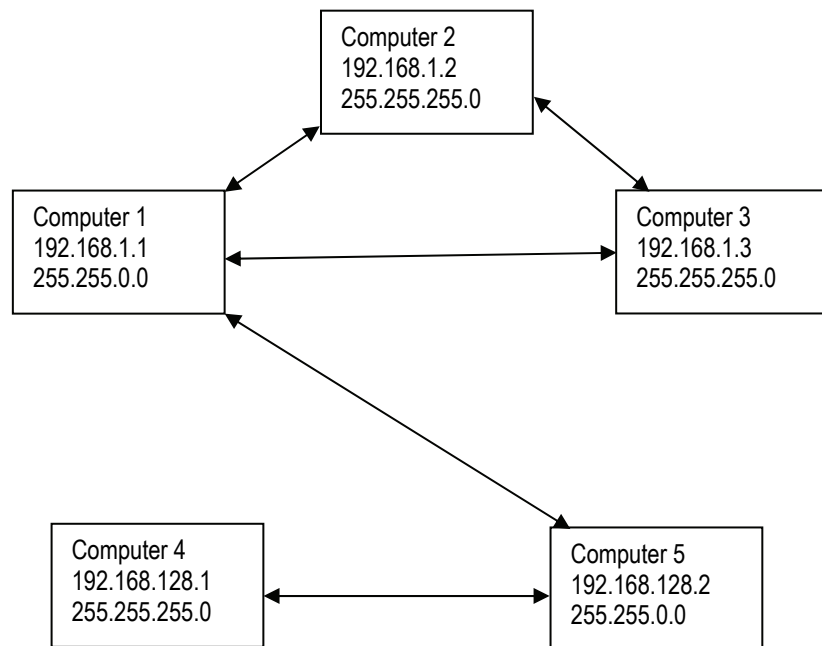 Computer 2
192.168.1.2
255.255.255.0
Computer 1
192.168.1.1
255.255.0.0
Computer 3
192.168.1.3
255.255.255.0
Computer 4
192.168.128.1
255.255.255.0
Computer 5
192.168.128.2
255.255.0.0